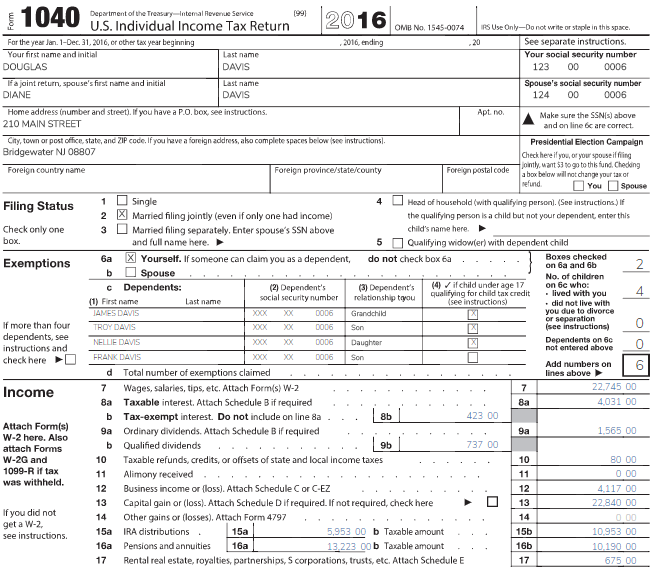 Form 1040 Department of the Treasury—Internal Revenue Service (99) U.S. Individual Income Tax Return 2016 OMB No. 1545-0074 IRS Use Only—Do not write or staple in this space.
For the year Jan. 1–Dec. 31, 2016, or other tax year beginning , 2016, ending , 20 See separate instructions.
Your first name and initial Last name Your social security number
DOUGLAS DAVIS 123 00 0006
If a joint return, spouse's first name and initial Last name Spouse's social security number
DIANE DAVIS 124 00 0006
Home address (number and street). If you have a P.O. box, see instructions. Apt. no. ▲ Make sure the SSN(s) above and on line 6c are correct.
210 MAIN STREET
City, town or post office, state, and ZIP code. If you have a foreign address, also complete spaces below (see instructions).
Bridgewater NJ 08807
Foreign country name Foreign province/state/county Foreign postal code
Presidential Election Campaign
Check here if you, or your spouse if filing
jointly, want $3 to go to this fund. Checking
a box below will not change your tax or
refund. You Spouse
Filing Status
Check only one
box.
1 Single
2 X Married filing jointly (even if only one had income)
3 Married filing separately. Enter spouse's SSN above
and full name here. ▶
4 Head of household (with qualifying person). (See instructions.) If
the qualifying person is a child but not your dependent, enter this
child's name here. ▶
5 Qualifying widow(er) with dependent child
Exemptions
6a X Yourself. If someone can claim you as a dependent, do not check box 6a
b Spouse
c Dependents:
(1) First name Last name
(2) Dependent's
social security number
(3) Dependent's
relationship to you
(4) ✓ if child under age 17
qualifying for child tax credit
(see instructions)
JAMES DAVIS XXX XX 0006 Grandchild X
TROY DAVIS XXX XX 0006 Son X
NELLIE DAVIS XXX XX 0006 Daughter X
FRANK DAVIS XXX XX 0006 Son
If more than four
dependents, see
instructions and
check here ▶
d Total number of exemptions claimed
Boxes checked
on 6a and 6b 2
No. of children
on 6c who:
• lived with you 4
• did not live with
you due to divorce
or separation
(see instructions) 0
Dependents on 6c
not entered above 0
Add numbers on
lines above ▶ 6
Income
Attach Form(s)
W-2 here. Also
attach Forms
W-2G and
1099-R if tax
was withheld.
If you did not
get a W-2,
see instructions.
7 Wages, salaries, tips, etc. Attach Form(s) W-2 7 22,745 00
8a Taxable interest. Attach Schedule B if required 8a 4,031 00
b Tax-exempt interest. Do not include on line 8a 8b 423 00
9a Ordinary dividends. Attach Schedule B if required 9a 1,565 00
b Qualified dividends 9b 737 00
10 Taxable refunds, credits, or offsets of state and local income taxes 10 80 00
11 Alimony received 11 0 00
12 Business income or (loss). Attach Schedule C or C-EZ 12 4,117 00
13 Capital gain or (loss). Attach Schedule D if required. If not required, check here ▶ 13 22,840 00
14 Other gains or (losses). Attach Form 4797 14 0 00
15a IRA distributions 15a 5,953 00 b Taxable amount 15b 10,953 00
16a Pensions and annuities 16a 13,223 00 b Taxable amount 16b 10,190 00
17 Rental real estate, royalties, partnerships, S corporations, trusts, etc. Attach Schedule E 17 675 00